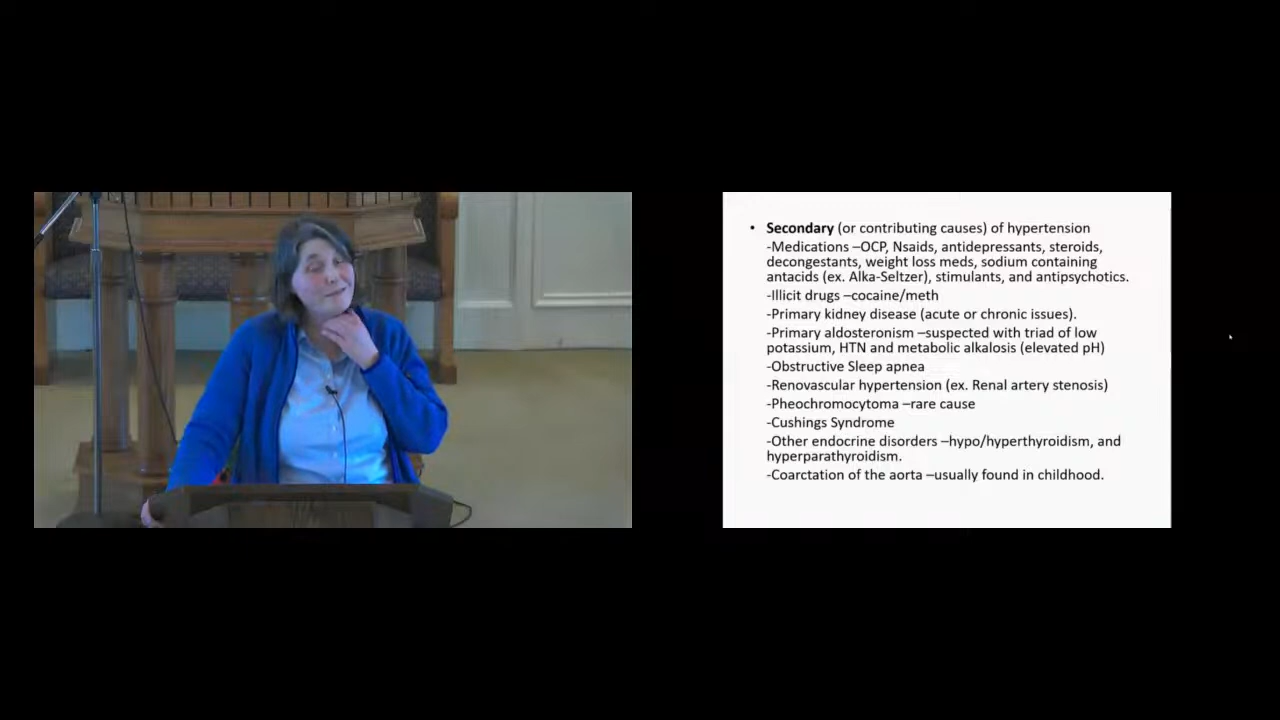 • Secondary (or contributing causes) of hypertension
-Medications –OCP, Nsaids, antidepressants, steroids,
decongestants, weight loss meds, sodium containing
antacids (ex. Alka-Seltzer), stimulants, and antipsychotics.
-Illicit drugs –cocaine/meth
-Primary kidney disease (acute or chronic issues).
-Primary aldosteronism –suspected with triad of low
potassium, HTN and metabolic alkalosis (elevated pH)
-Obstructive Sleep apnea
-Renovascular hypertension (ex. Renal artery stenosis)
-Pheochromocytoma –rare cause
-Cushings Syndrome
-Other endocrine disorders –hypo/hyperthyroidism, and
hyperparathyroidism.
-Coarctation of the aorta –usually found in childhood.